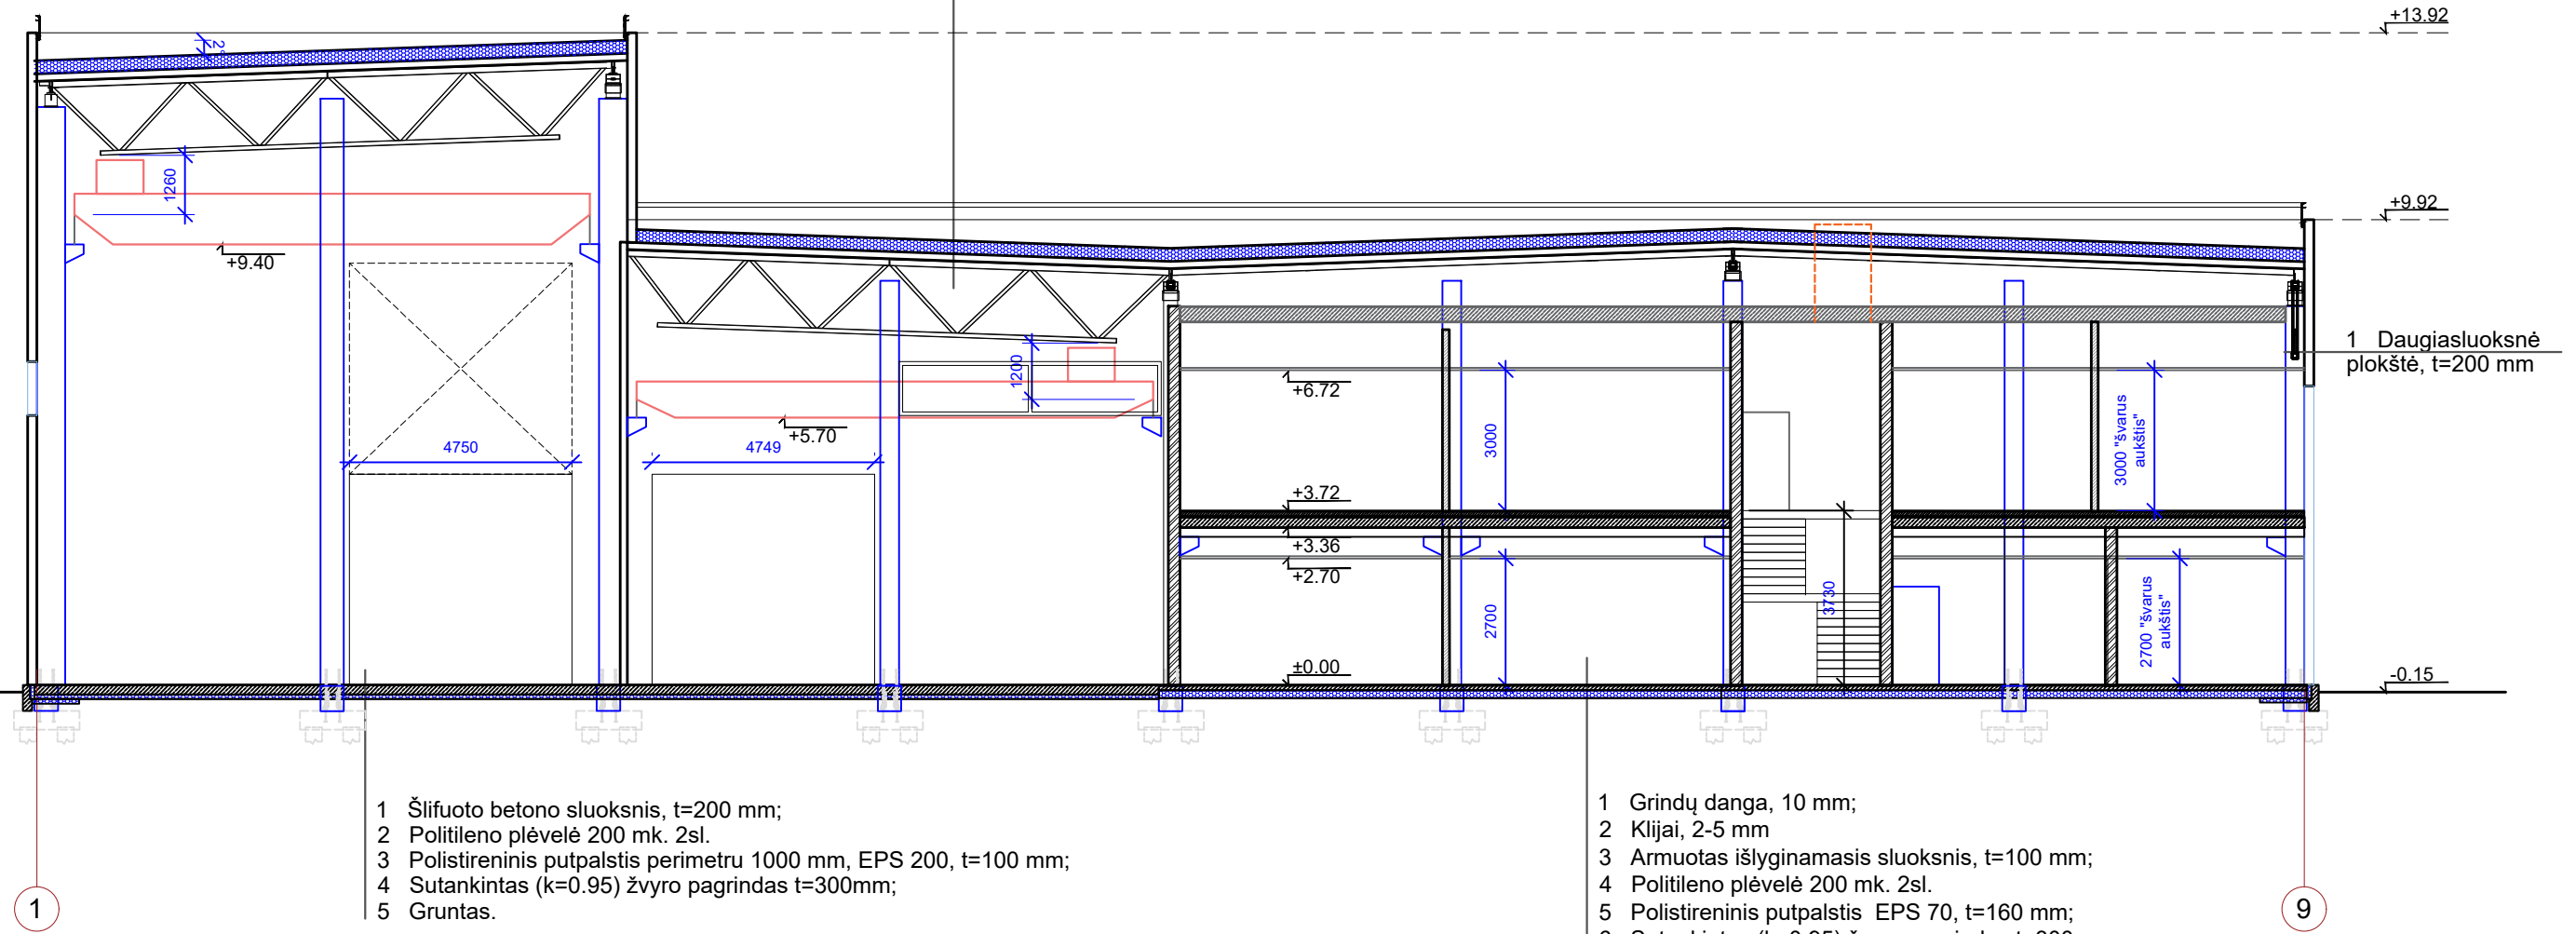 +13.92
2°
+9.92
1260
+9.40
1 Daugiasluoksnė
plokštė, t=200 mm
1200
+6.72
+5.70
4750
4749
3000
3000 "švarus
aukštis"
+3.72
+3.36
+2.70
3730
2700
2700 "švarus
aukštis"
±0.00
-0.15
1 Šlifuoto betono sluoksnis, t=200 mm;
2 Politileno plėvelė 200 mk. 2sl.
3 Polistireninis putpalstis perimetru 1000 mm, EPS 200, t=100 mm;
4 Sutankintas (k=0.95) žvyro pagrindas t=300mm;
5 Gruntas.
1 Grindų danga, 10 mm;
2 Klijai, 2-5 mm
3 Armuotas išlyginamasis sluoksnis, t=100 mm;
4 Politileno plėvelė 200 mk. 2sl.
5 Polistireninis putpalstis EPS 70, t=160 mm;
1
9